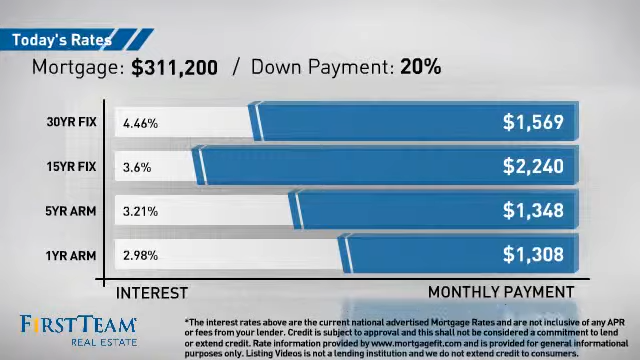 Today's Rates
Mortgage: $311,200 / Down Payment: 20%
30YR FIX 4.46% $1,569
15YR FIX 3.6% $2,240
5YR ARM 3.21% $1,348
1YR ARM 2.98% $1,308
INTEREST MONTHLY PAYMENT
FIRSTTEAM®
REAL ESTATE
*The interest rates above are the current national advertised Mortgage Rates and are not inclusive of any APR
or fees from your lender. Credit is subject to approval and this shall not be considered a commitment to lend
or extend credit. Rate information provided by www.mortgagefit.com and is provided for general informational
purposes only. Listing Videos is not a lending institution and we do not extend credit to consumers.